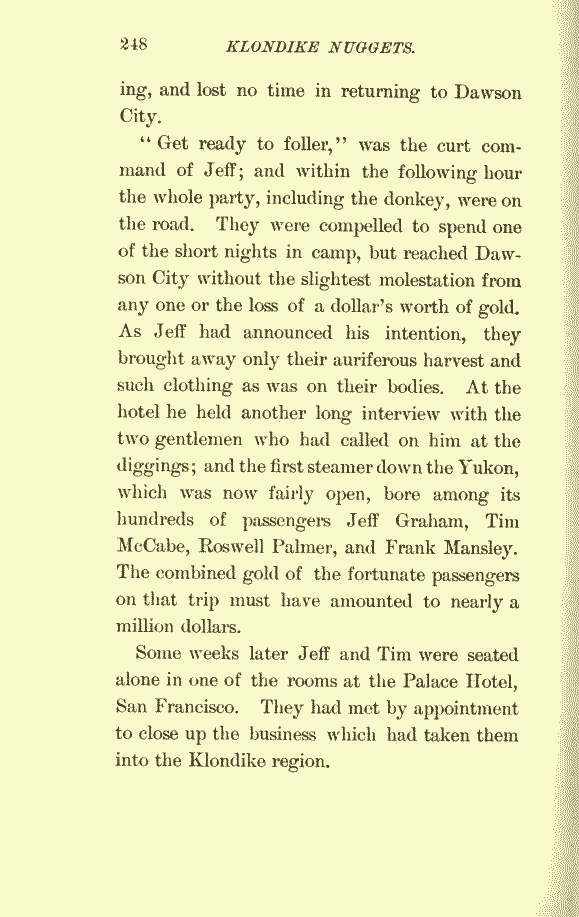 248
KLONDIKE NUGGETS.
ing, and lost no time in returning to Dawson
City.
“ Get ready to foller,” was the curt com-
mand of Jeff; and within the following hour
the whole party, including the donkey, were on
the road. They were compelled to spend one
of the short nights in camp, but reached Daw-
son City without the slightest molestation from
any one or the loss of a dollar’s worth of gold.
As Jeff had announced his intention, they
brought away only their auriferous harvest and
such clothing as was on their bodies. At the
hotel he held another long interview with the
two gentlemen who had called on him at the
diggings; and the first steamer down the Yukon,
which was now fairly open, bore among its
hundreds of passengers Jeff Graham, Tim
McCabe, Roswell Palmer, and Frank Mansley.
The combined gold of the fortunate passengers
on that trip must have amounted to nearly a
million dollars.
Some weeks later Jeff and Tim were seated
alone in one of the rooms at the Palace Hotel,
San Francisco. They had met by appointment
to close up the business which had taken them
into the Klondike region.